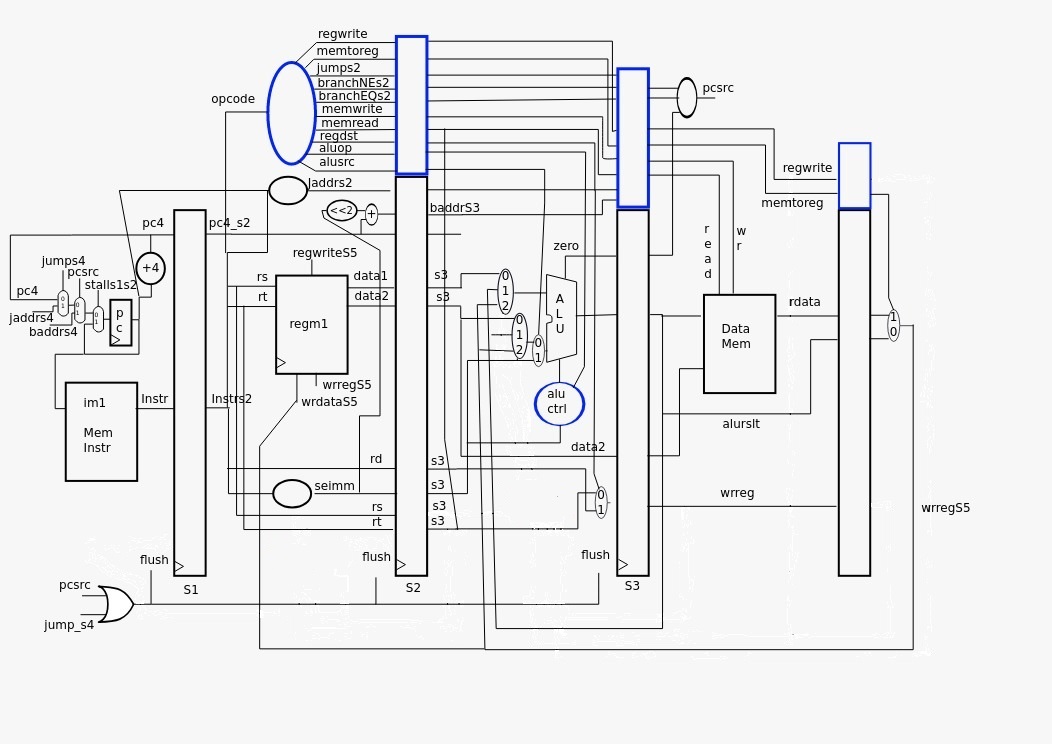 regwrite
memtoreg
jumps2
branchNEs2
branchEQs2
memwrite
memread
regdst
aluop
alusrc
opcode
pcsrc
regwrite
memtoreg
Jaddrs2
<<2
+
baddrS3
pc4
pc4_s2
+4
regwriteS5
zero
r
e
a
d
w
r
jumps4
pcsrc
stalls1s2
pc4
jaddrs4
baddrs4
0
1
0
1
0
1
p
c
rs
rt
regm1
data1
data2
s3
s3
0
1
2
0
1
2
0
1
A
L
U
alu
ctrl
Data
Mem
rdata
1
0
wrregS5
wrdataS5
im1
Mem
Instr
Instr
Instrs2
alurslt
data2
rd
s3
seimm
s3
rs
s3
rt
s3
0
1
wrreg
wrregS5
flush
flush
flush
S1
S2
S3
pcsrc
jump_s4